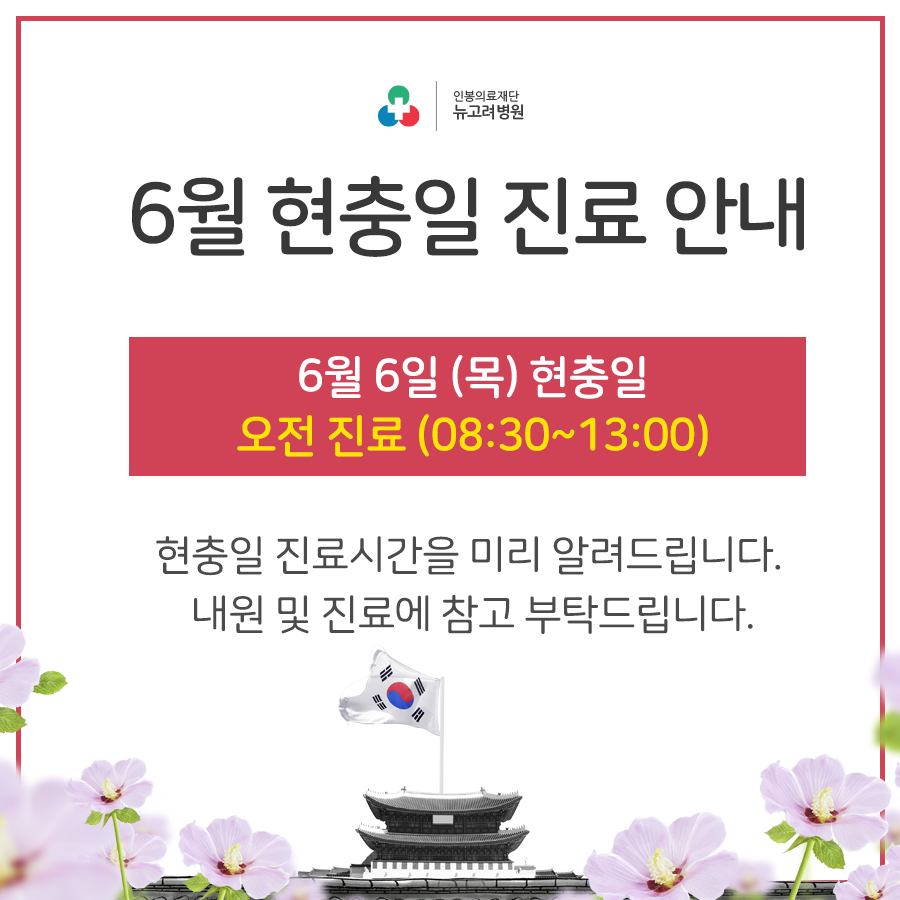 인봉의료재단
뉴고려병원
6월 현충일 진료 안내
6월 6일 (목) 현충일
오전 진료 (08:30~13:00)
현충일 진료시간을 미리 알려드립니다.
내원 및 진료에 참고 부탁드립니다.